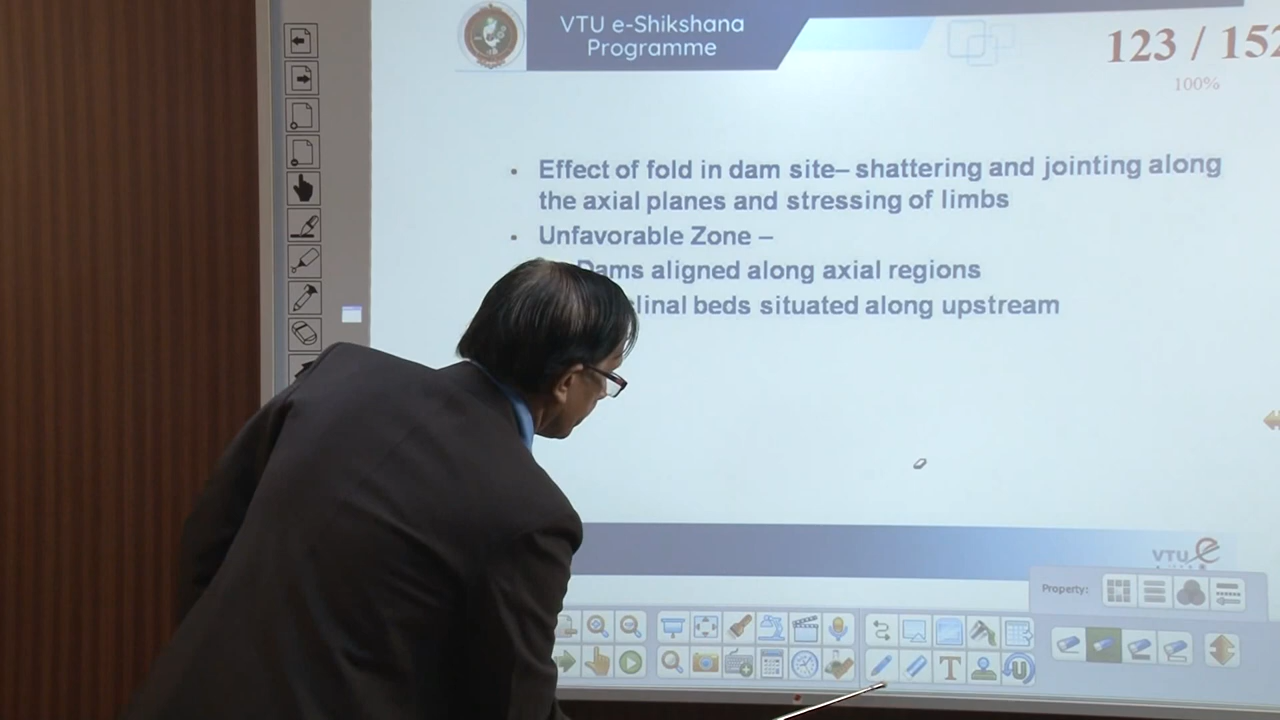 VTU e-Shikshana
Programme
123 / 152
100%
Effect of fold in dam site– shattering and jointing along
the axial planes and stressing of limbs
Unfavorable Zone –
Dams aligned along axial regions
beds situated along upstream
VTU e
Property:
T